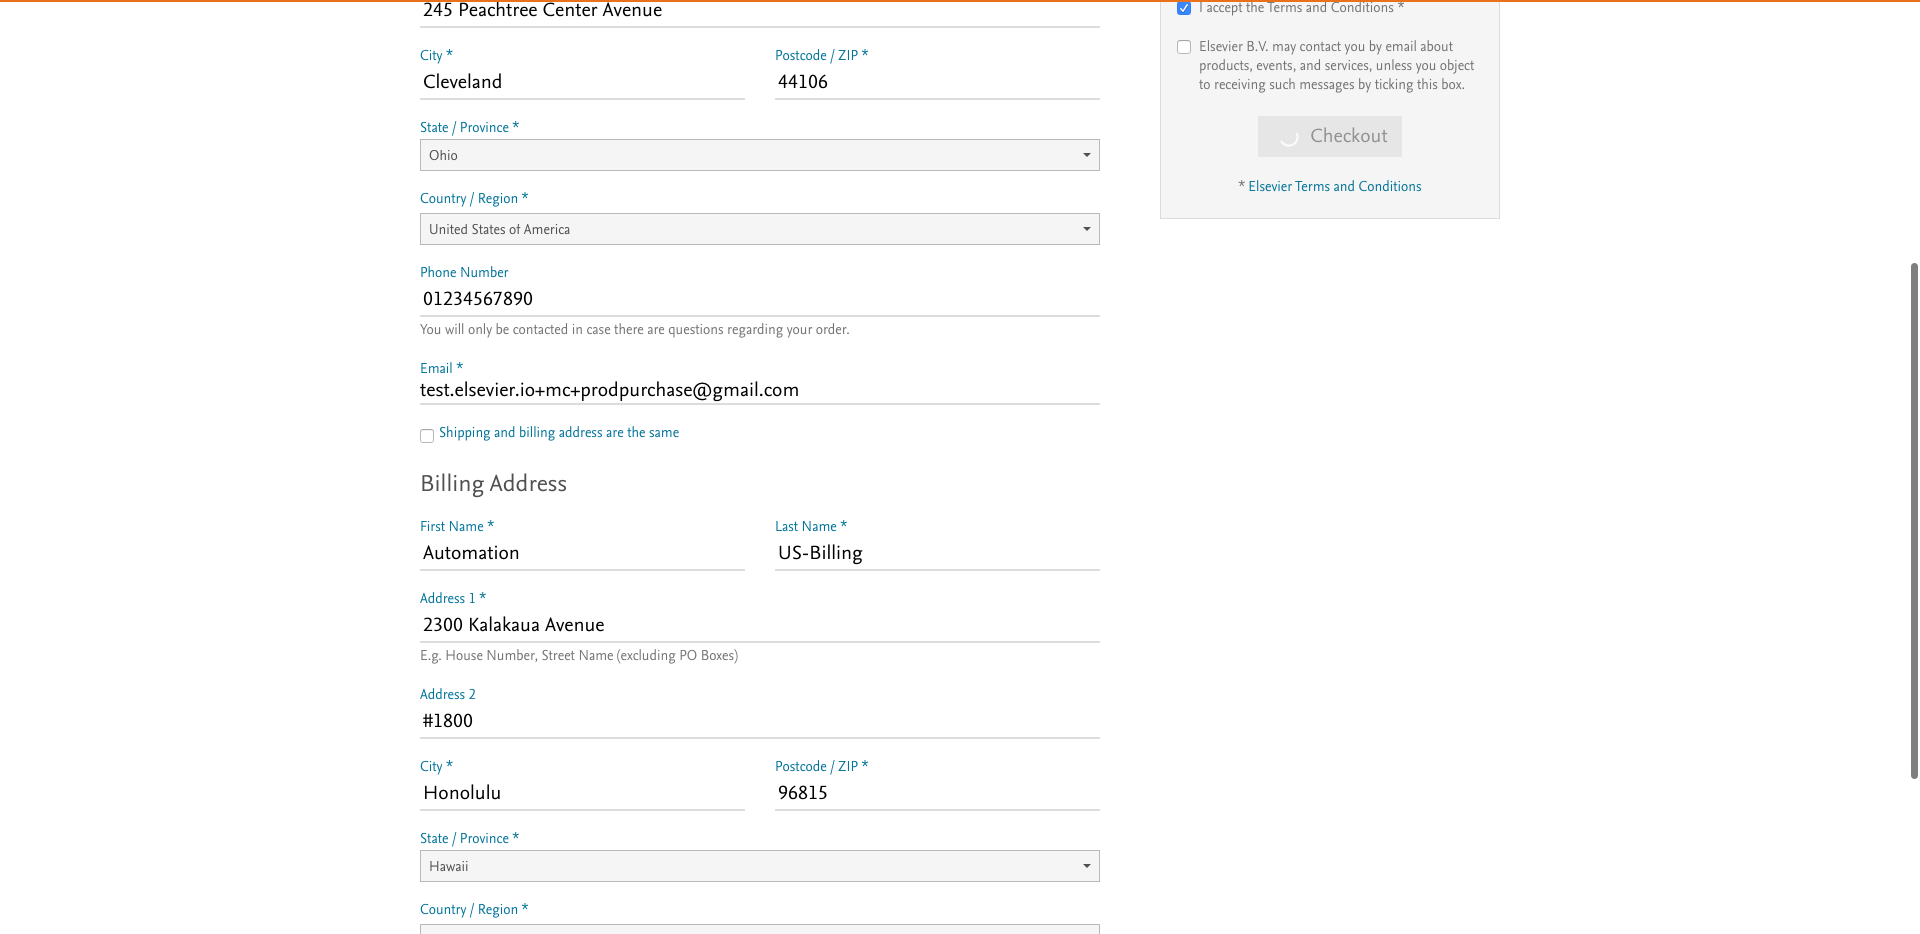 245 Peachtree Center Avenue
City *
Postcode / ZIP *
Cleveland
44106
State / Province *
Ohio
Country / Region *
United States of America
Phone Number
01234567890
You will only be contacted in case there are questions regarding your order.
Email *
test.elsevier.io+mc+prodpurchase@gmail.com
Shipping and billing address are the same
Billing Address
First Name *
Last Name *
Automation
US-Billing
Address 1 *
2300 Kalakaua Avenue
E.g. House Number, Street Name (excluding PO Boxes)
Address 2
#1800
City *
Postcode / ZIP *
Honolulu
96815
State / Province *
Hawaii
Country / Region *
I accept the Terms and Conditions *
Elsevier B.V. may contact you by email about
products, events, and services, unless you object
to receiving such messages by ticking this box.
Checkout
* Elsevier Terms and Conditions